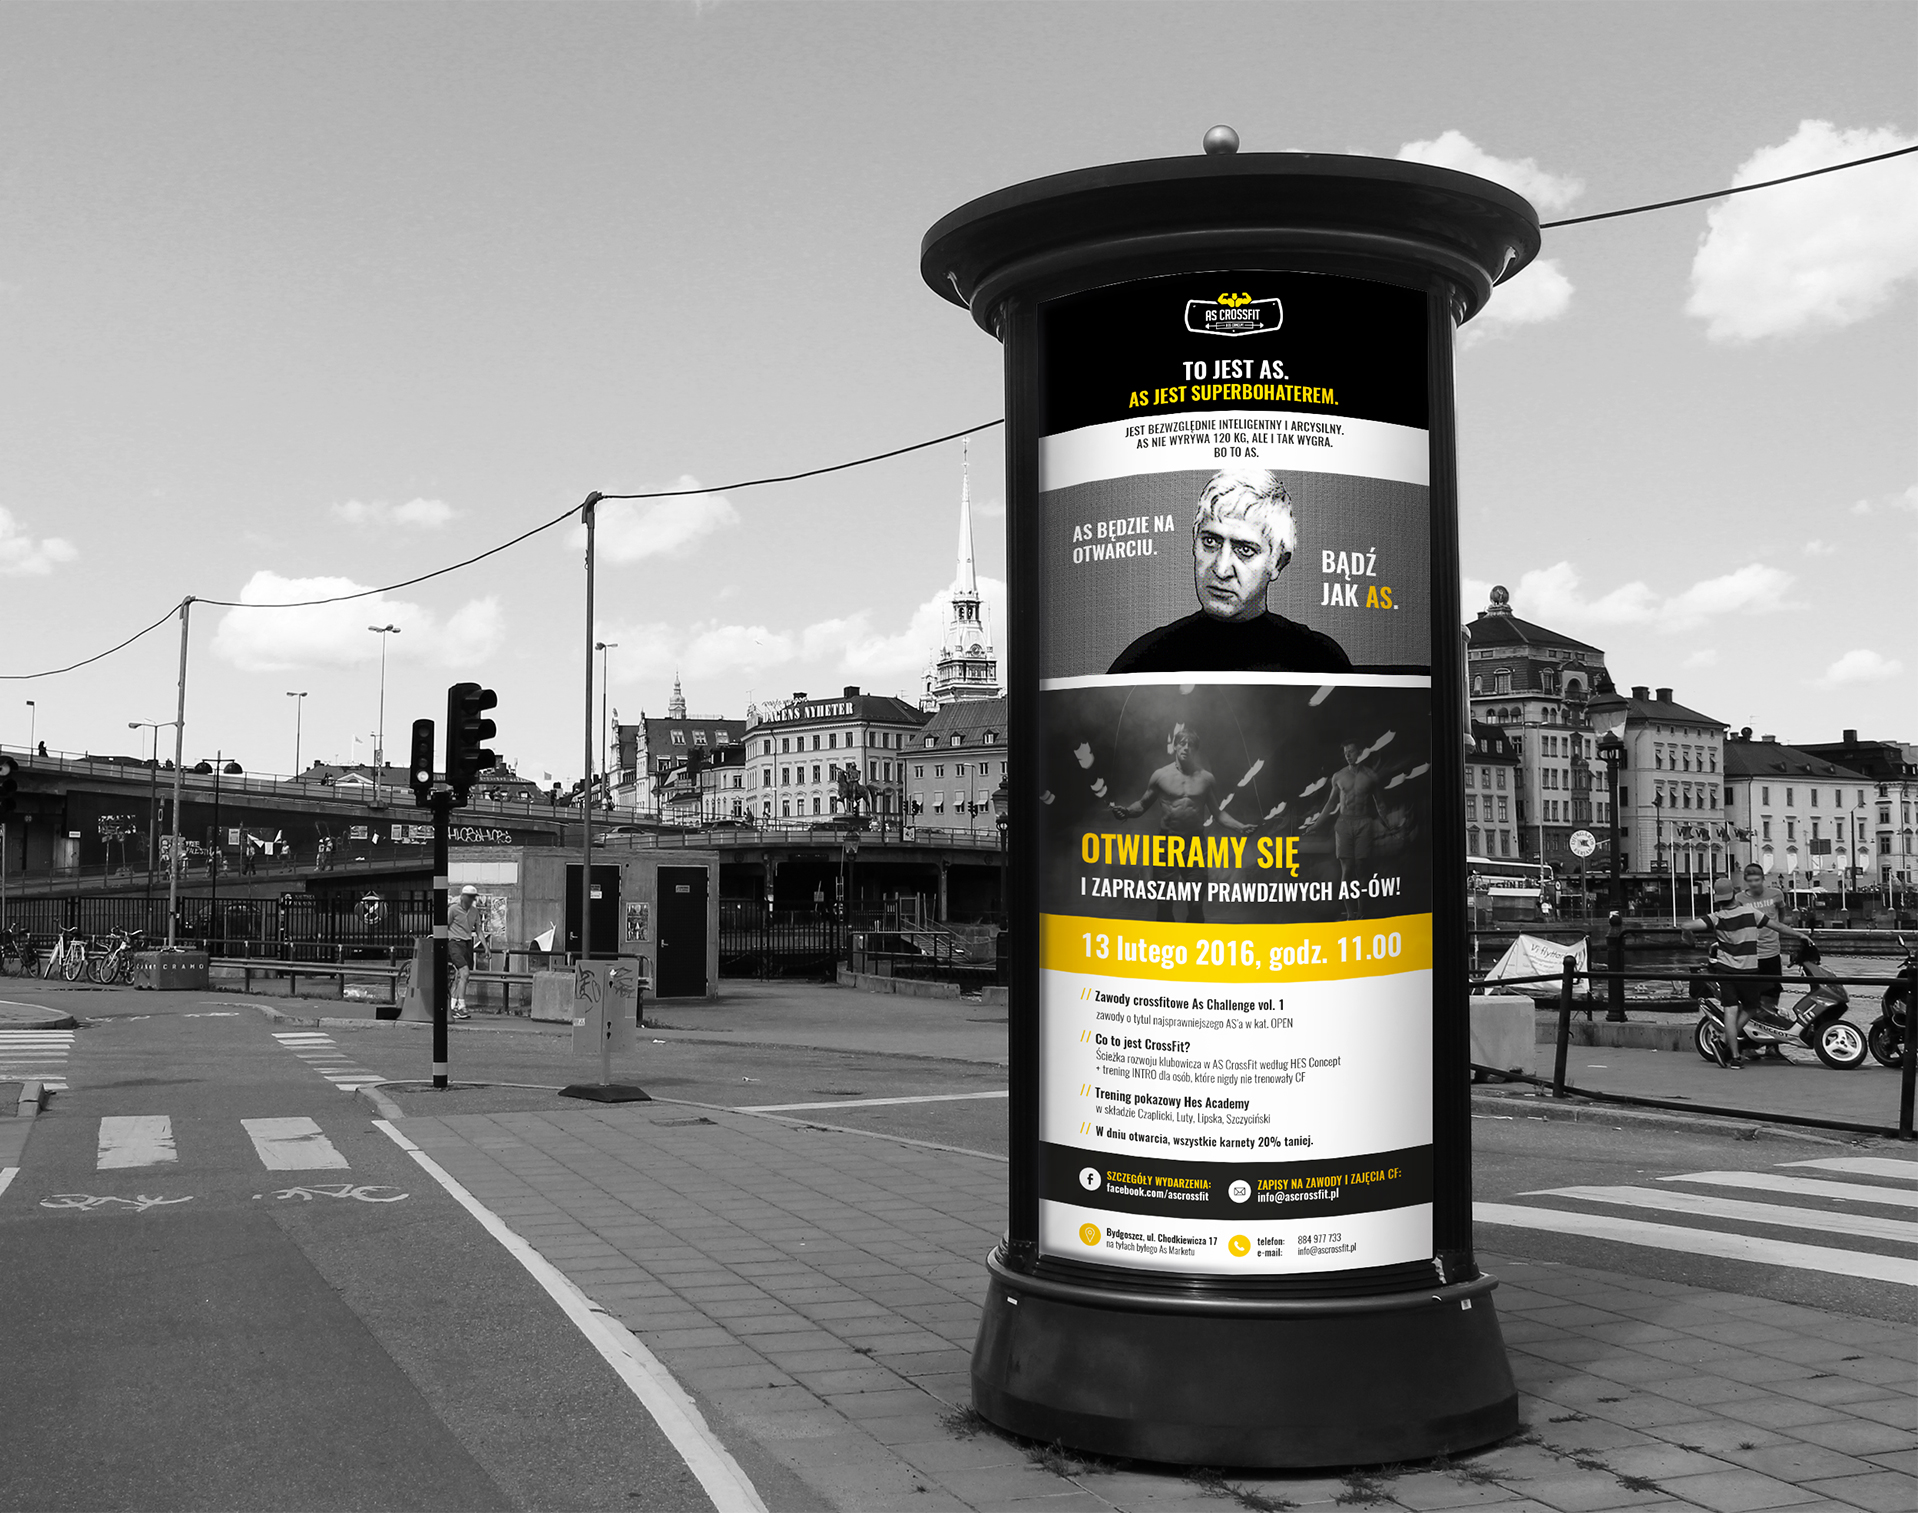 AS CROSSFIT
HES CONCEPT
TO JEST AS.
AS JEST SUPERBOHATEREM.
JEST BEZWZGLĘDNIE INTELIGENTNY I ARCYSILNY.
AS NIE WYRYWA 120 KG, ALE I TAK WYGRA.
BO TO AS.
AS BĘDZIE NA
OTWARCIU.
BĄDŹ
JAK AS.
OTWIERAMY SIĘ
I ZAPRASZAMY PRAWDZIWYCH AS-ÓW!
13 lutego 2016, godz. 11.00
// Zawody crossfitowe As Challenge vol. 1
zawody o tytuł najsprawniejszego AS'a w kat. OPEN
// Co to jest CrossFit?
Ścieżka rozwoju klubowicza w AS CrossFit według HES Concept
+ trening INTRO dla osób, które nigdy nie trenowały CF
// Trening pokazowy Hes Academy
w składzie Czaplicki, Luty, Lipska, Szczyciński
// W dniu otwarcia, wszystkie karnety 20% taniej.
SZCZEGÓŁY WYDARZENIA:
facebook.com/ascrossfit
ZAPISY NA ZAWODY I ZAJĘCIA CF:
info@ascrossfit.pl
Bydgoszcz, ul. Chodkiewicza 17
na tyłach byłego As Marketu
telefon: 884 977 733
e-mail: info@ascrossfit.pl
DAGENS NYHETER
CRAMO
PEUGEOT